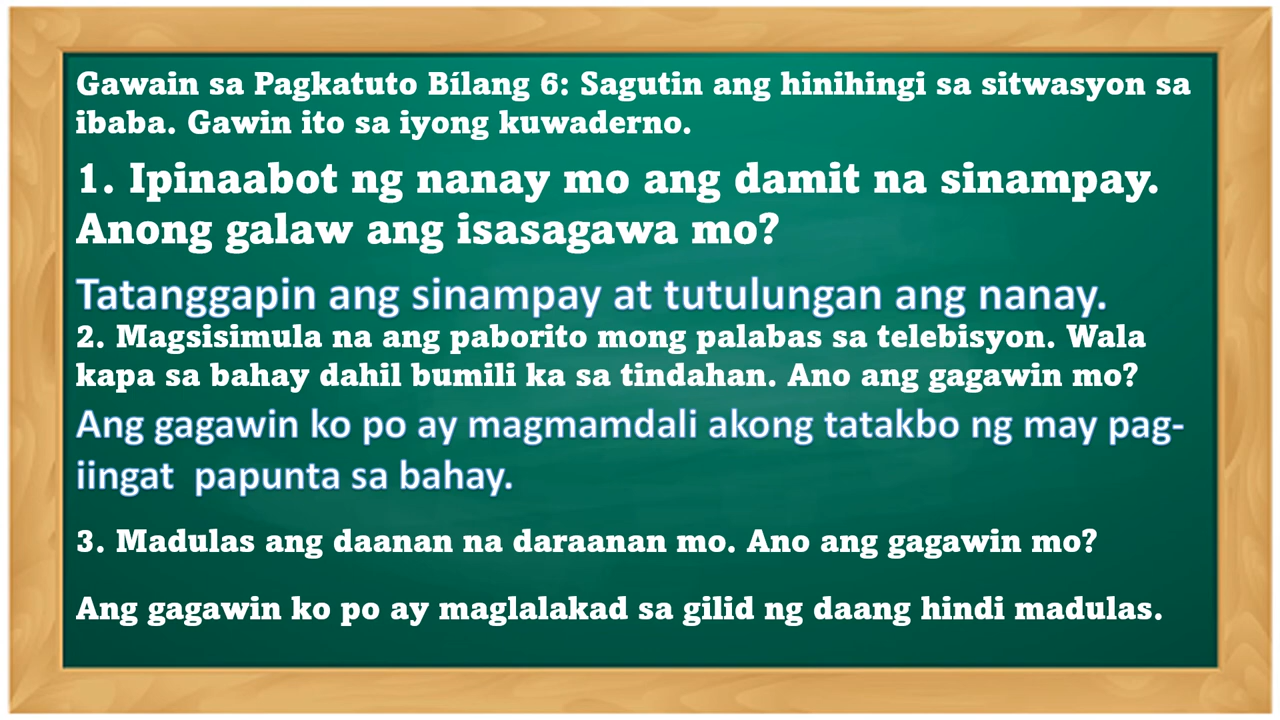 Gawain sa Pagkatuto Bílang 6: Sagutin ang hinihingi sa sitwasyon sa
ibaba. Gawin ito sa iyong kuwaderno.
1. Ipinaabot ng nanay mo ang damit na sinampay.
Anong galaw ang isasagawa mo?
Tatanggapin ang sinampay at tutulungan ang nanay.
2. Magsisimula na ang paborito mong palabas sa telebisyon. Wala
kapa sa bahay dahil bumili ka sa tindahan. Ano ang gagawin mo?
Ang gagawin ko po ay magmamdali akong tatakbo ng may pag-
iingat  papunta sa bahay.
3. Madulas ang daanan na daraanan mo. Ano ang gagawin mo?
Ang gagawin ko po ay maglalakad sa gilid ng daang hindi madulas.